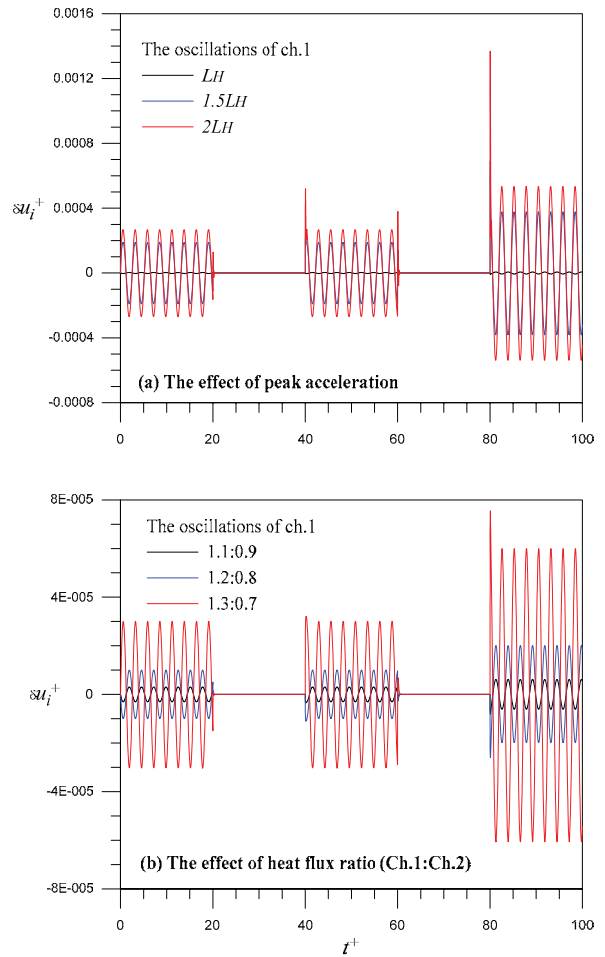 0.0016
0.0012
0.0008
0.0004
0
-0.0004
-0.0008
δuᵢ⁺
The oscillations of ch.1
LH
1.5LH
2LH
(a) The effect of peak acceleration
0 20 40 60 80 100
8E-005
4E-005
0
-4E-005
-8E-005
δuᵢ⁺
The oscillations of ch.1
1.1:0.9
1.2:0.8
1.3:0.7
(b) The effect of heat flux ratio (Ch.1:Ch.2)
0 20 40 60 80 100
t⁺